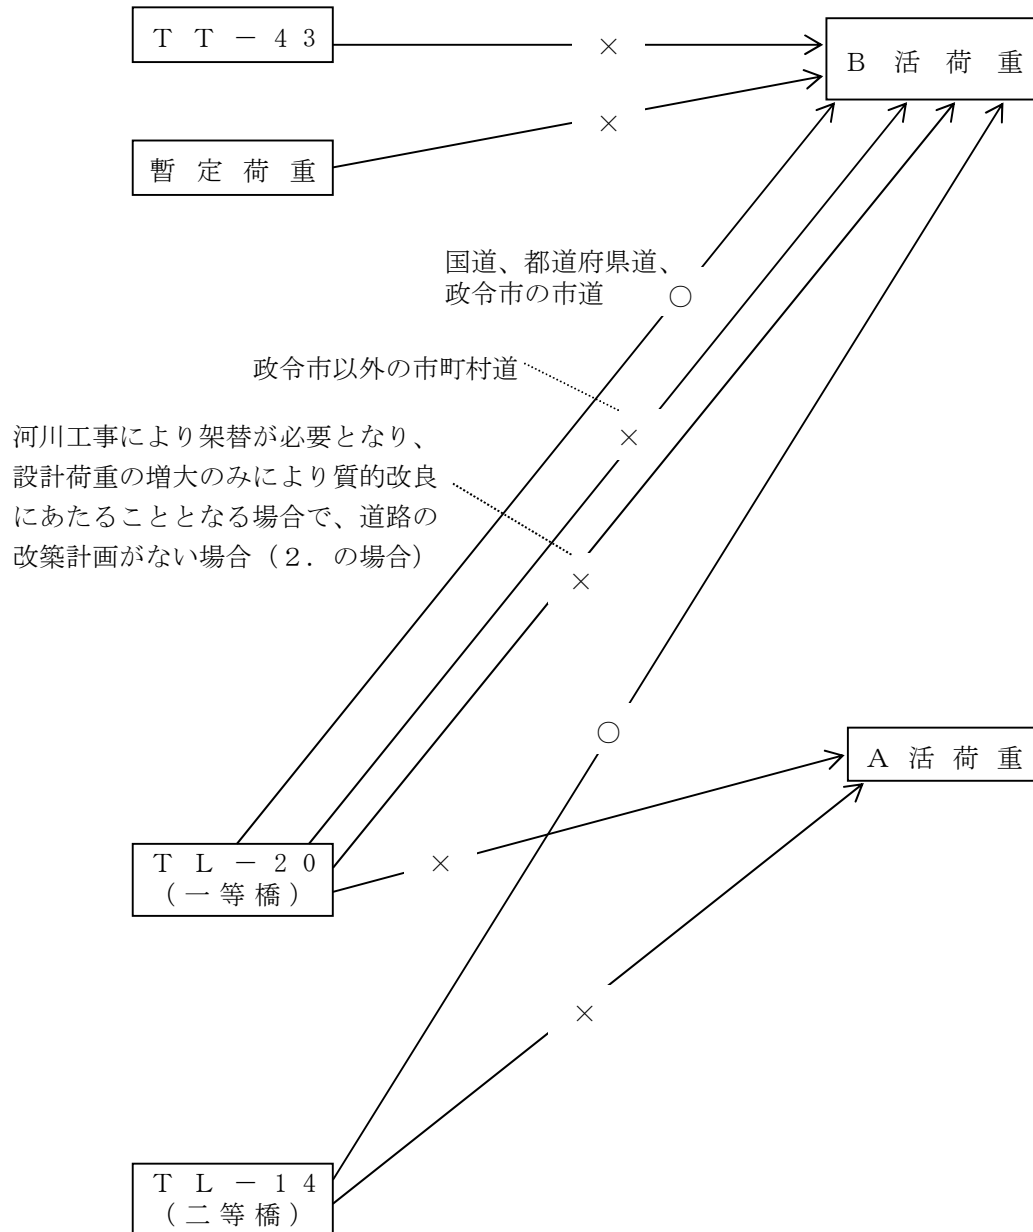 ＴＴ－４３
×
Ｂ活荷重
×
暫定荷重
国道、都道府県道、
政令市の市道
○
政令市以外の市町村道
×
河川工事により架替が必要となり、
設計荷重の増大のみにより質的改良
にあたることとなる場合で、道路の
改築計画がない場合（２．の場合）
×
○
Ａ活荷重
ＴＬ－２０
（一等橋）
×
×
ＴＬ－１４
（二等橋）